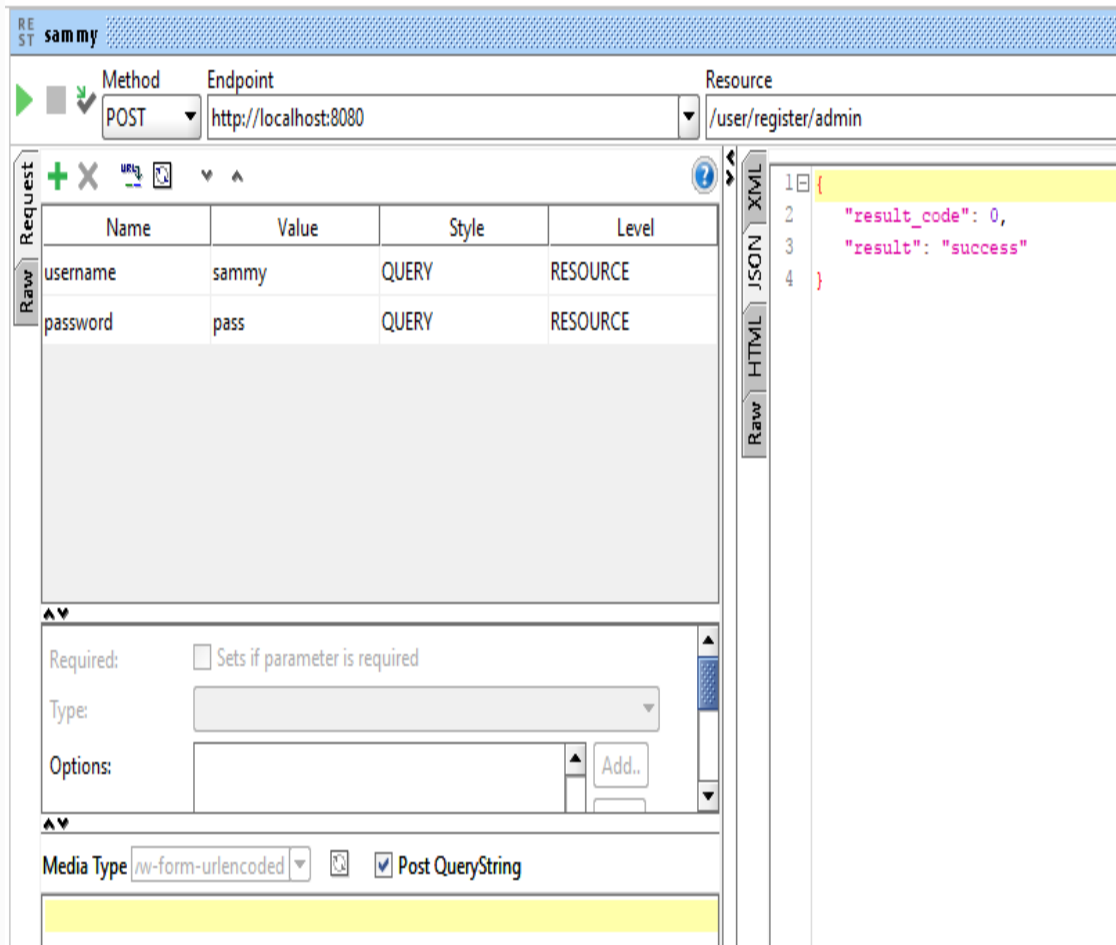 RE
ST
sammy
Method Endpoint Resource
POST http://localhost:8080 /user/register/admin
Request
Raw
URL
?
Name Value Style Level
username sammy QUERY RESOURCE
password pass QUERY RESOURCE
Required: Sets if parameter is required
Type:
Options: Add..
Media Type /w-form-urlencoded Post QueryString
XML
JSON
HTML
Raw
1 {
2 "result_code": 0,
3 "result": "success"
4 }